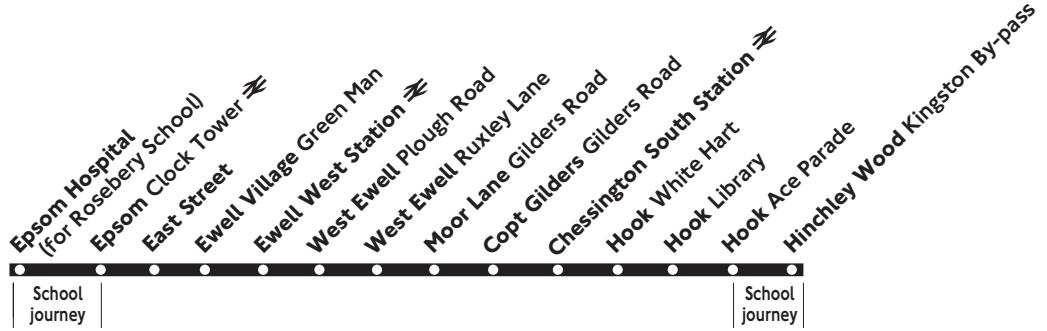 Epsom Hospital
(for Rosebery School)
Epsom Clock Tower
East Street
Ewell Village Green Man
Ewell West Station
West Ewell Plough Road
West Ewell Ruxley Lane
Moor Lane Gilders Road
Copt Gilders Gilders Road
Chessington South Station
Hook White Hart
Hook Library
Hook Ace Parade
Hinchley Wood Kingston By-pass
School
journey
School
journey